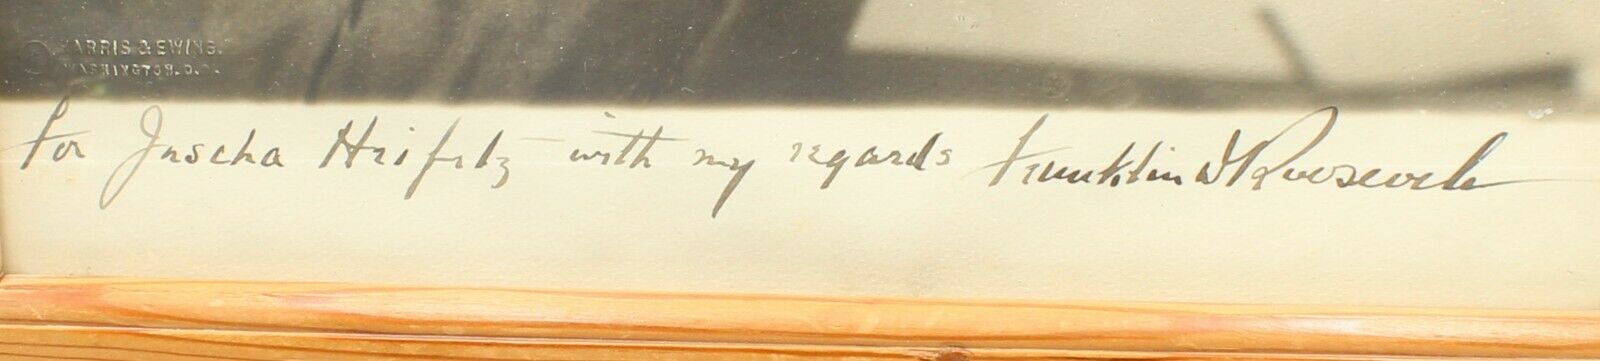 HARRIS & EWING.
WASHINGTON. D. C.
For Jascha Heifetz with my regards Franklin D Roosevelt